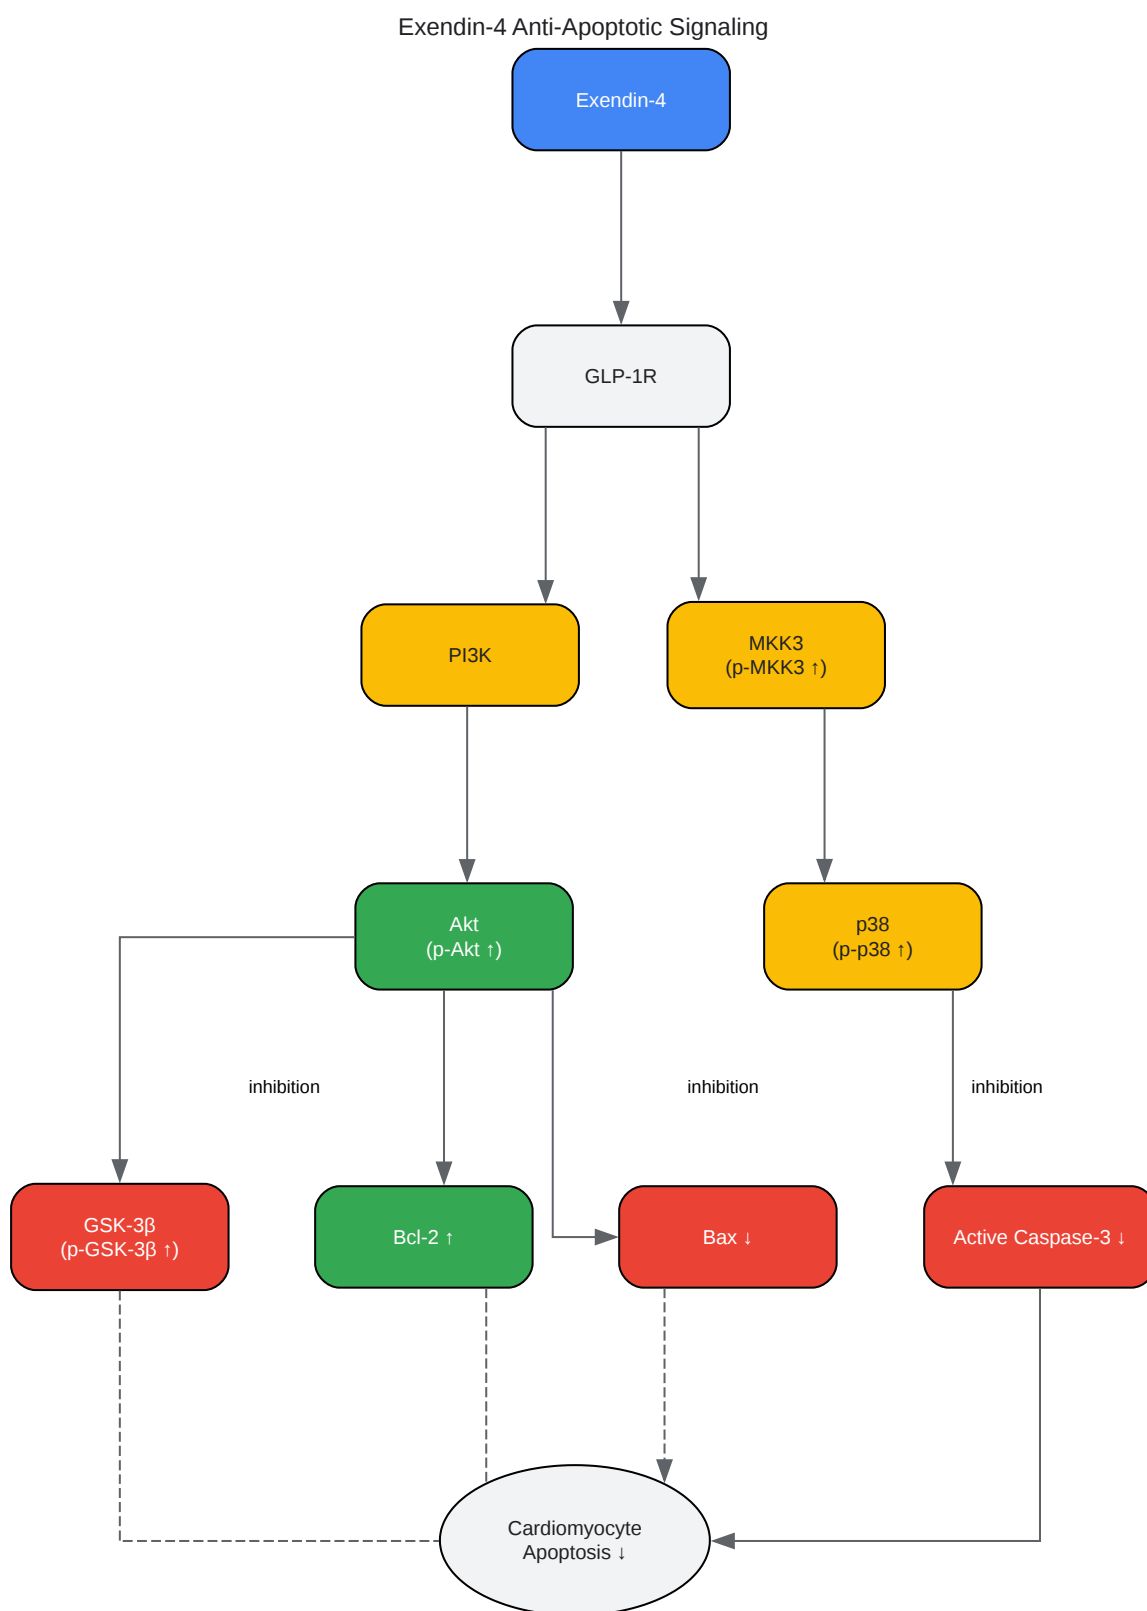 Exendin-4 Anti-Apoptotic Signaling
Exendin-4
GLP-1R
PI3K
MKK3
(p-MKK3 ↑)
Akt
(p-Akt ↑)
p38
(p-p38 ↑)
inhibition
inhibition
inhibition
GSK-3β
(p-GSK-3β ↑)
Bcl-2 ↑
Bax ↓
Active Caspase-3 ↓
Cardiomyocyte
Apoptosis ↓